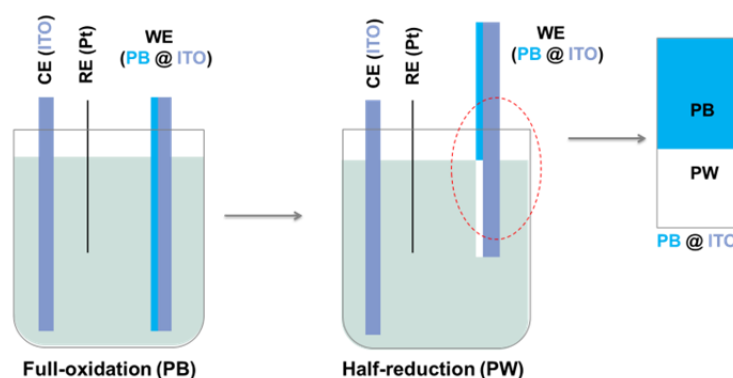 CE (ITO)
RE (Pt)
WE
(PB @ ITO)
Full-oxidation (PB)
CE (ITO)
RE (Pt)
WE
(PB @ ITO)
Half-reduction (PW)
PB
PW
PB @ ITO